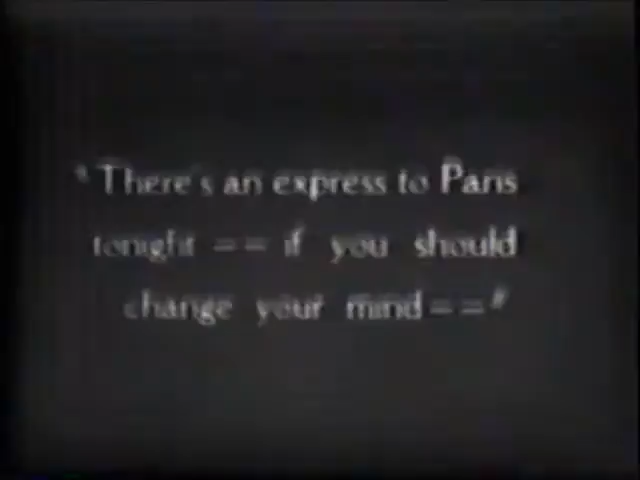 "There's an express to Paris
tonight == if you should
change your mind=="